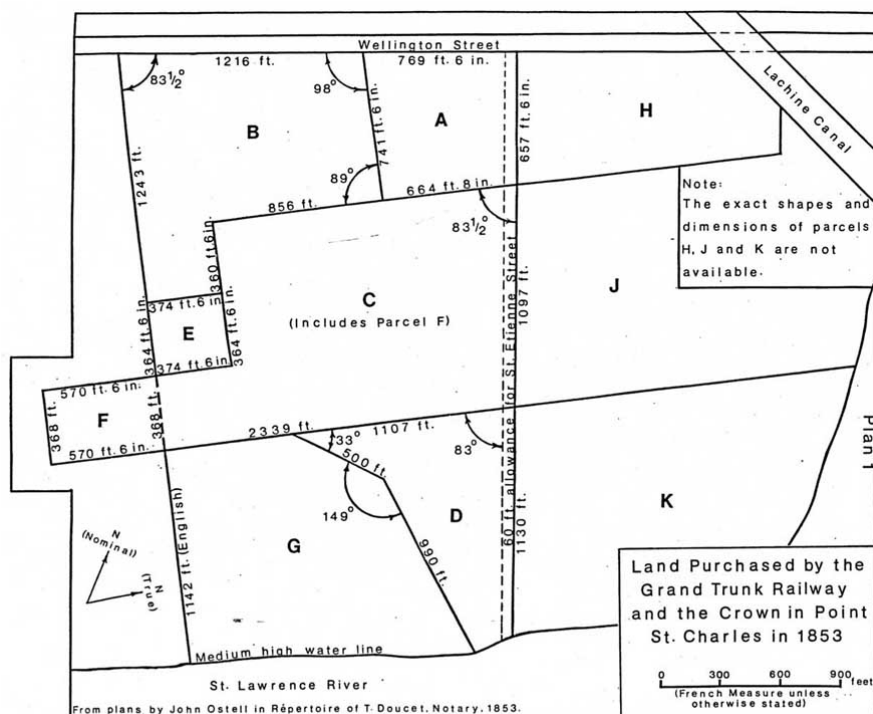 Wellington Street
1216 ft.
769 ft. 6 in.
83½°
98°
Lachine Canal
B
A
H
741 ft. 6 in.
657 ft. 6 in.
1243 ft.
89°
664 ft. 8 in.
856 ft.
83½°
Note:
The exact shapes and
dimensions of parcels
H, J and K are not
available.
360 ft. 6 in.
374 ft. 6 in
C
(Includes Parcel F)
J
1097 ft.
60 ft. allowance for St. Etienne Street
E
364 ft. 6 in.
364 ft. 6 in.
374 ft. 6 in
570 ft. 6 in.
F
368 ft.
368 ft.
570 ft. 6 in.
2339 ft.
1107 ft.
33°
83°
500 ft.
149°
D
G
K
990 ft.
1130 ft.
1142 ft. (English)
N
(Nominal)
N
(True)
Plan 1
Medium high water line
St. Lawrence River
From plans by John Ostell in Répertoire of T. Doucet, Notary, 1853.
Land Purchased by the
Grand Trunk Railway
and the Crown in Point
St. Charles in 1853
0 300 600 900 feet
(French Measure unless
otherwise stated)